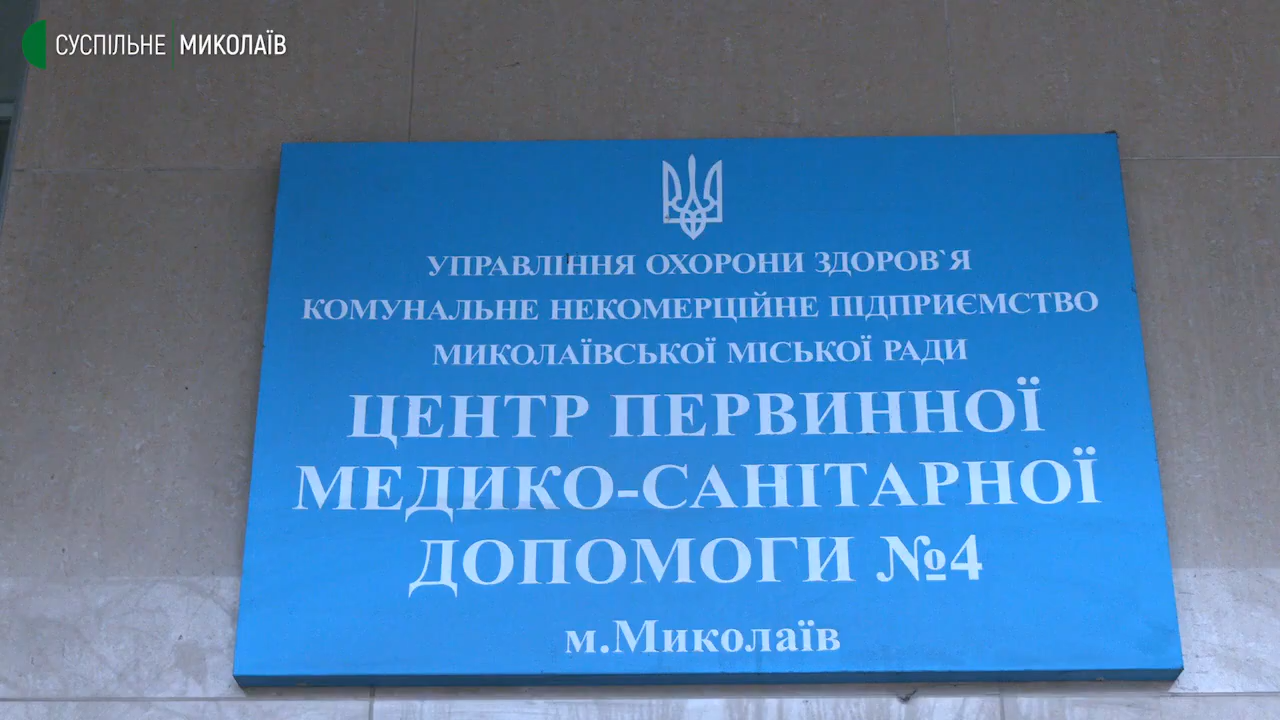 СУСПІЛЬНЕ МИКОЛАЇВ
УПРАВЛІННЯ ОХОРОНИ ЗДОРОВ`Я
КОМУНАЛЬНЕ НЕКОМЕРЦІЙНЕ ПІДПРИЄМСТВО
МИКОЛАЇВСЬКОЇ МІСЬКОЇ РАДИ
ЦЕНТР ПЕРВИННОЇ
МЕДИКО-САНІТАРНОЇ
ДОПОМОГИ №4
м.Миколаїв